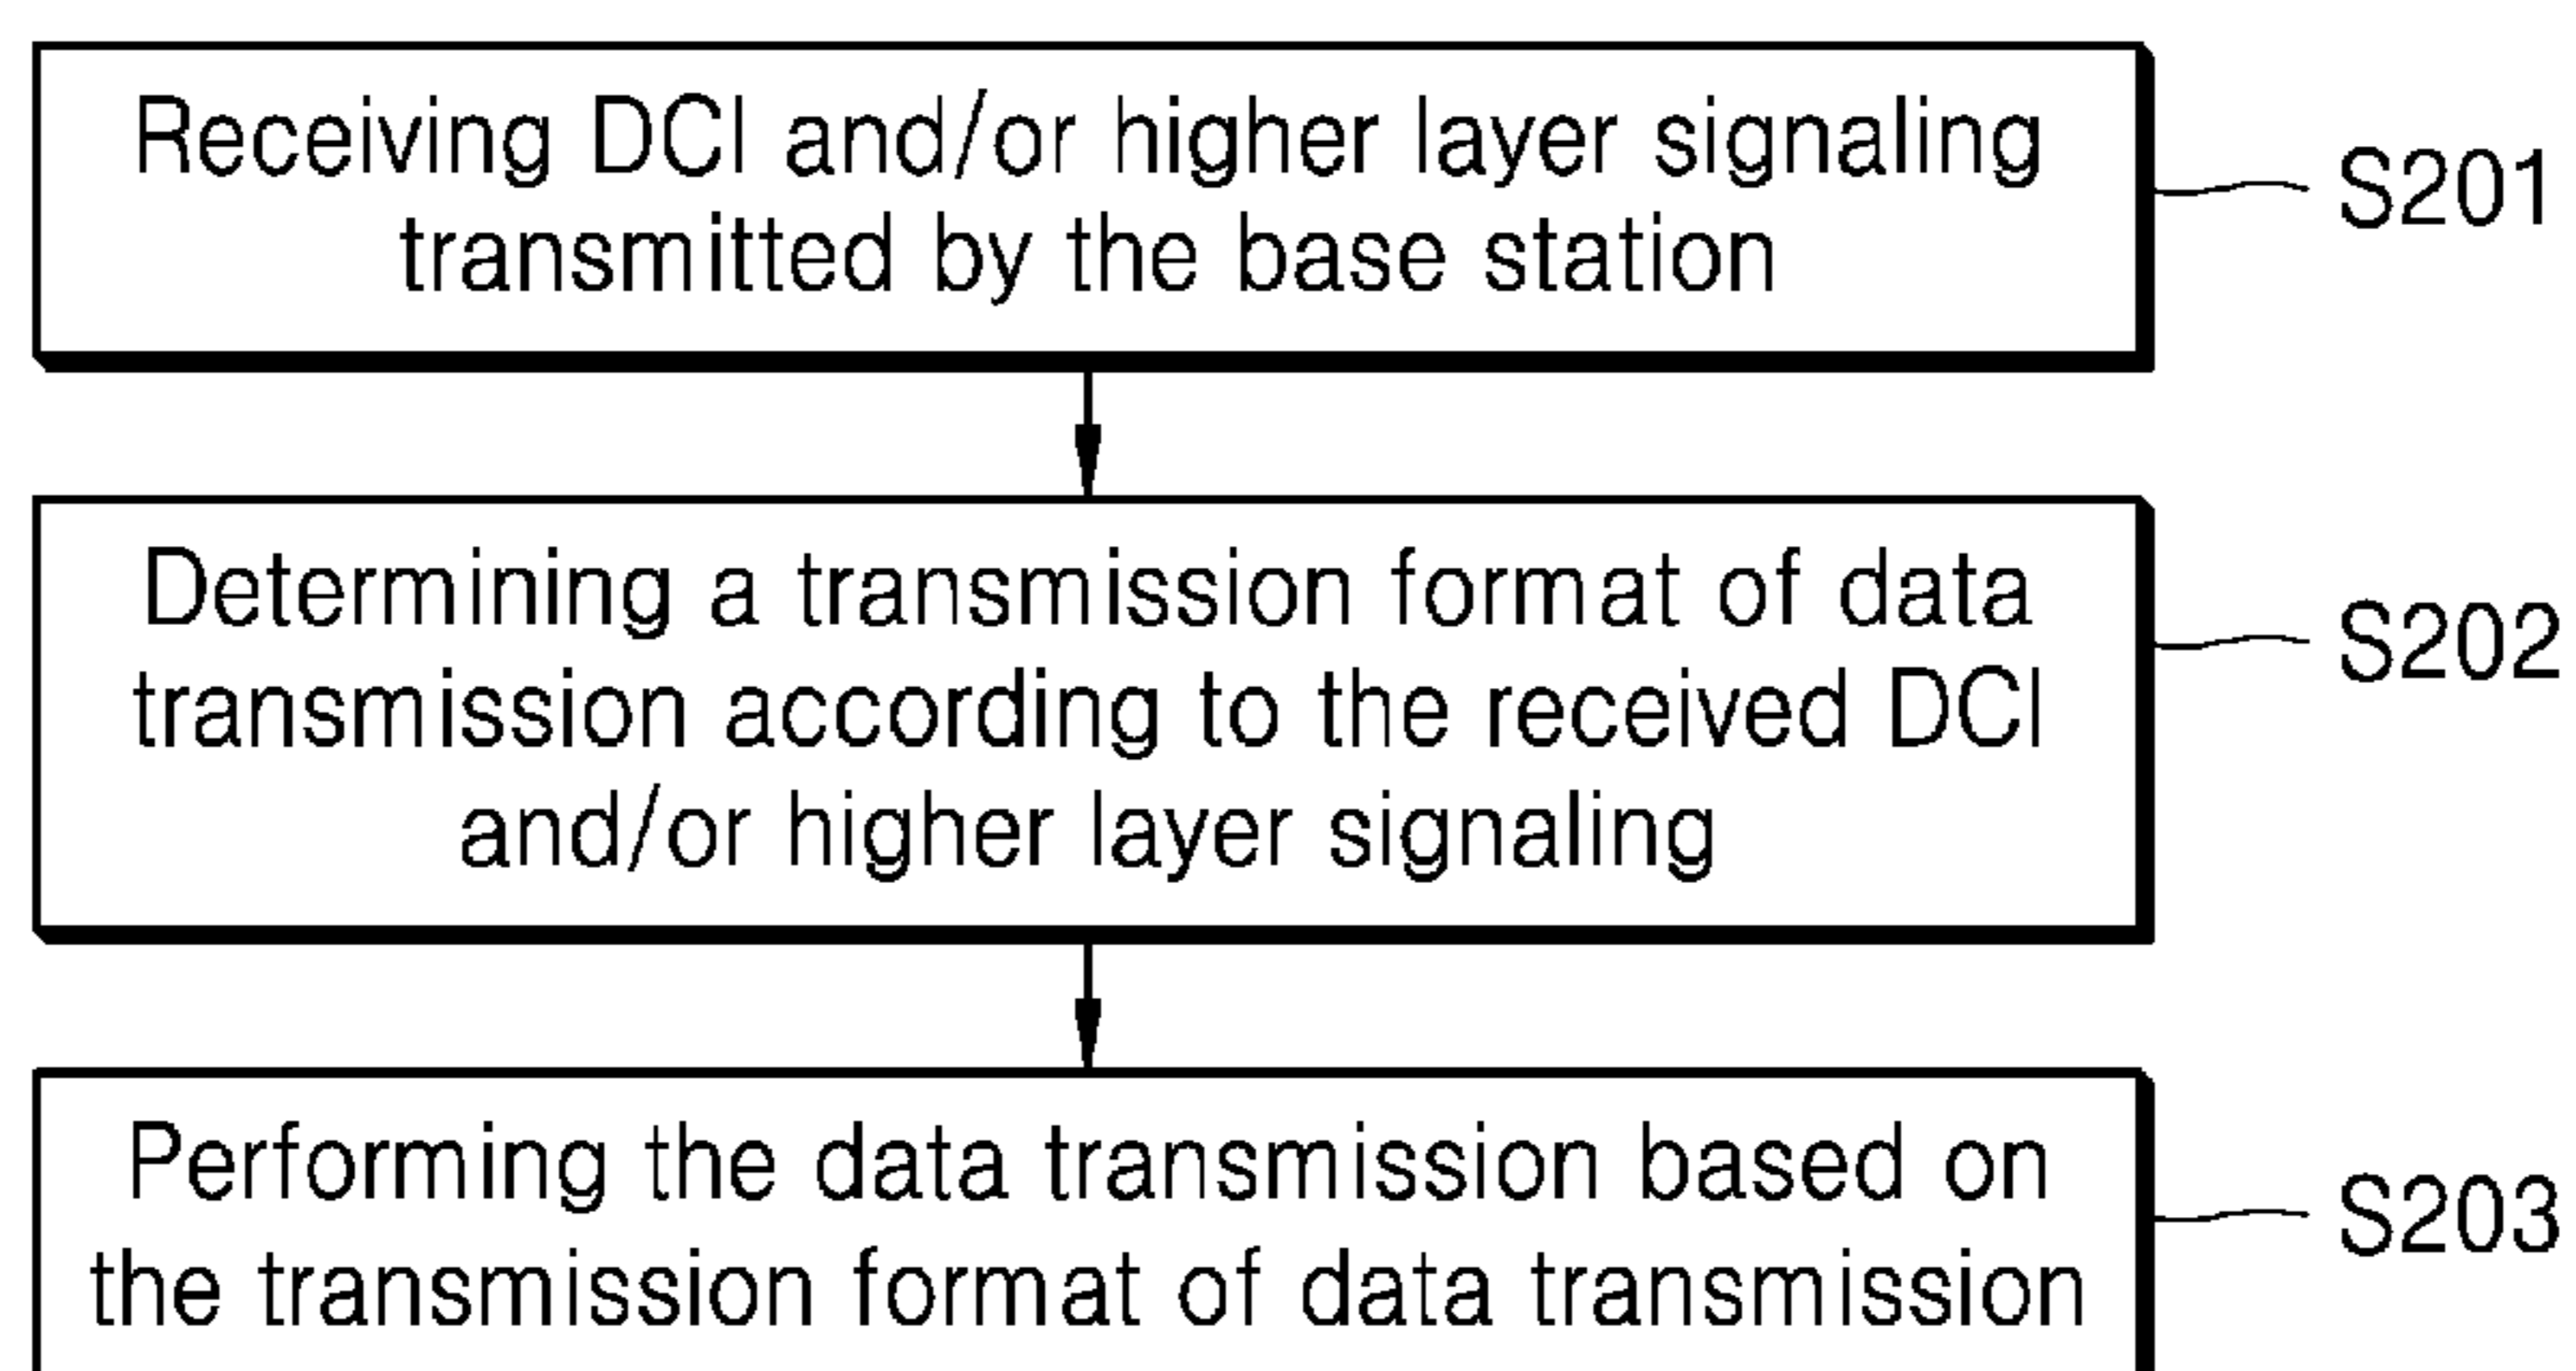 Receiving DCI and/or higher layer signaling
transmitted by the base station
S201
Determining a transmission format of data
transmission according to the received DCI
and/or higher layer signaling
S202
Performing the data transmission based on
the transmission format of data transmission
S203